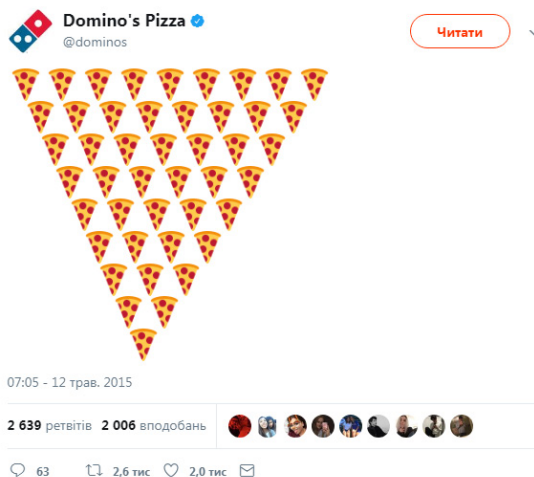 Domino's Pizza
@dominos
Читати
07:05 - 12 трав. 2015
2 639 ретвітів 2 006 вподобань
63 2,6 тис 2,0 тис